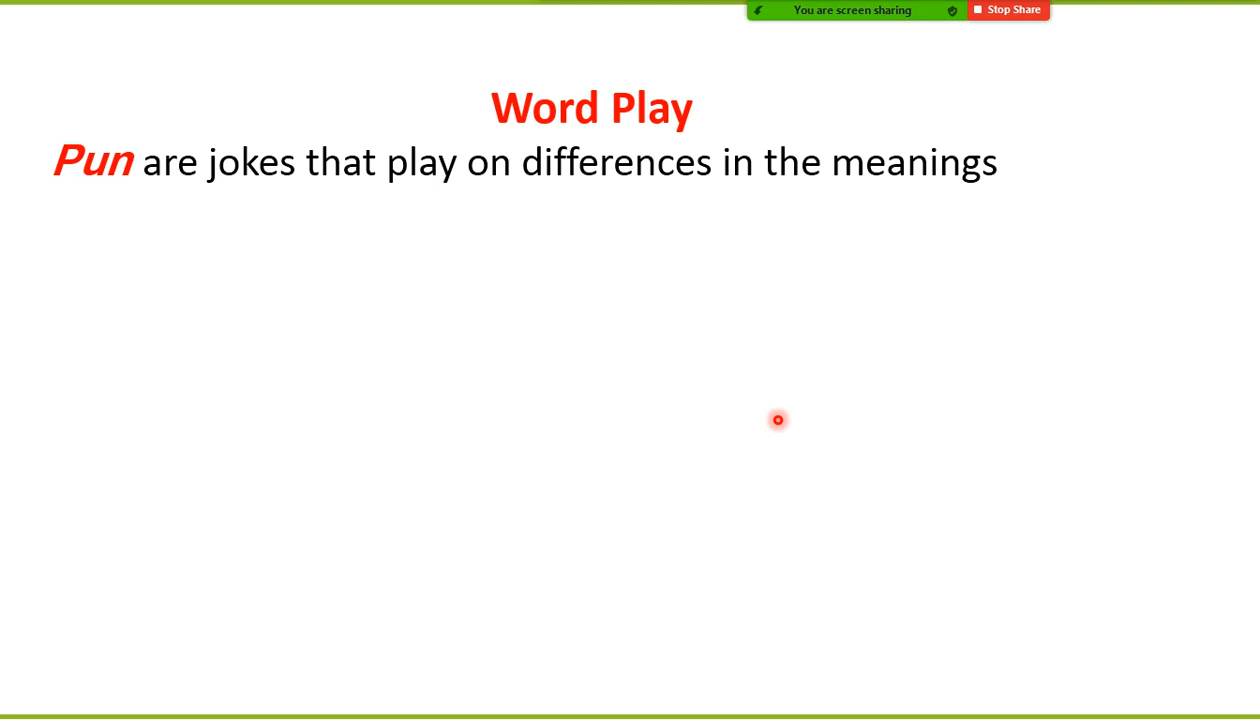 You are screen sharing
Stop Share
Word Play
Pun are jokes that play on differences in the meanings